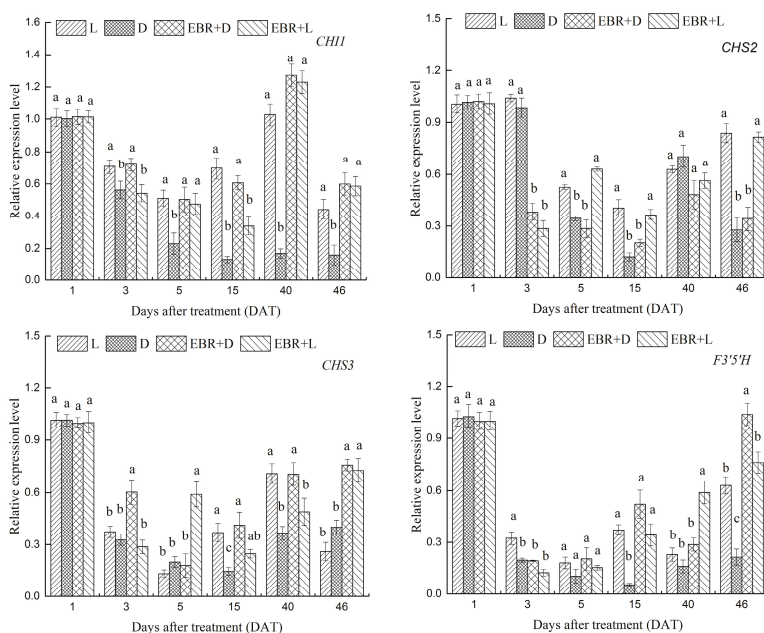 L D EBR+D EBR+L
CHI1
Relative expression level
1.6
1.4
1.2
1.0
0.8
0.6
0.4
0.2
0.0
a a a a
a b a b
a b a a
a b a b
a b a a
a b a a
1 3 5 15 40 46
Days after treatment (DAT)
L D EBR+D EBR+L
CHS2
Relative expression level
1.5
1.2
0.9
0.6
0.3
0.0
a a a a
a a b b
a b b a
a b b a
a a a a
a b b a
1 3 5 15 40 46
Days after treatment (DAT)
L D EBR+D EBR+L
CHS3
Relative expression level
1.5
1.2
0.9
0.6
0.3
0.0
a a a a
b b a b
b b b a
a c a ab
a b a b
b b a a
1 3 5 15 40 46
Days after treatment (DAT)
L D EBR+D EBR+L
F3'5'H
Relative expression level
1.5
1.2
0.9
0.6
0.3
0.0
a a a a
a b b b
a a a a
a b a a
b b b a
b c a b
1 3 5 15 40 46
Days after treatment (DAT)